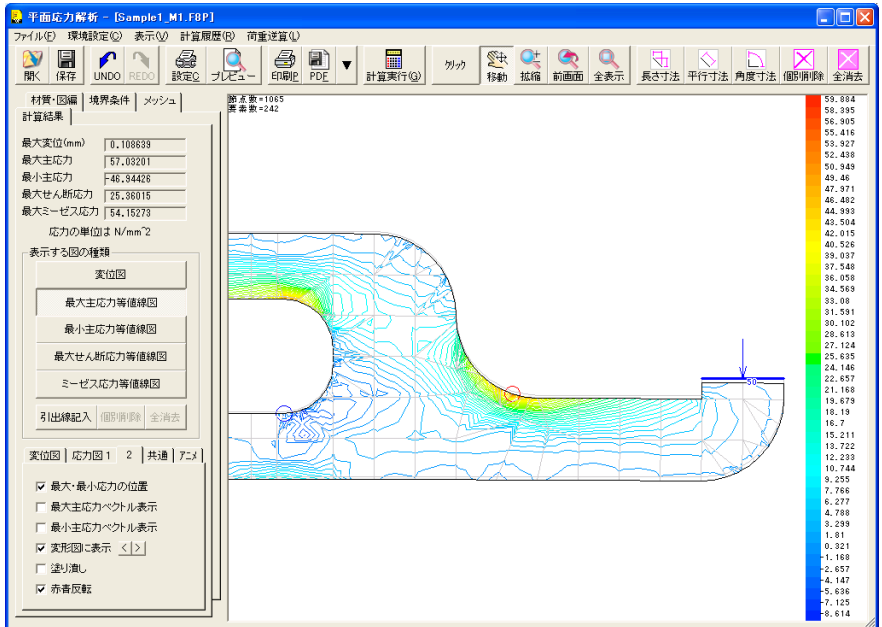 平面応力解析 - [Sample1_M1.F8P]
ファイル(F) 環境設定(C) 表示(V) 計算履歴(R) 荷重逆算(L)
開く 保存 UNDO REDO 設定C プレビュー 印刷P PDF ▼ 計算実行(G) クリック 移動 拡縮 前画面 全表示 長さ寸法 平行寸法 角度寸法 個別削除 全消去
材質・図編 境界条件 メッシュ
計算結果
最大変位(mm) 0.108639
最大主応力 57.03201
最小主応力 -46.94426
最大せん断応力 25.36015
最大ミーゼス応力 54.15273
応力の単位は N/mm^2
表示する図の種類
変位図
最大主応力等値線図
最小主応力等値線図
最大せん断応力等値線図
ミーゼス応力等値線図
引出線記入 個別削除 全消去
変位図 応力図1 2 共通 アニメ
最大・最小応力の位置
最大主応力ベクトル表示
最小主応力ベクトル表示
変形図に表示 < >
塗り潰し
赤青反転
節点数=1065
要素数=242
50
59.884
58.395
56.905
55.416
53.927
52.438
50.949
49.46
47.971
46.482
44.993
43.504
42.015
40.526
39.037
37.548
36.058
34.569
33.08
31.591
30.102
28.613
27.124
25.635
24.146
22.657
21.168
19.679
18.19
16.7
15.211
13.722
12.233
10.744
9.255
7.766
6.277
4.788
3.299
1.81
0.321
-1.168
-2.657
-4.147
-5.636
-7.125
-8.614